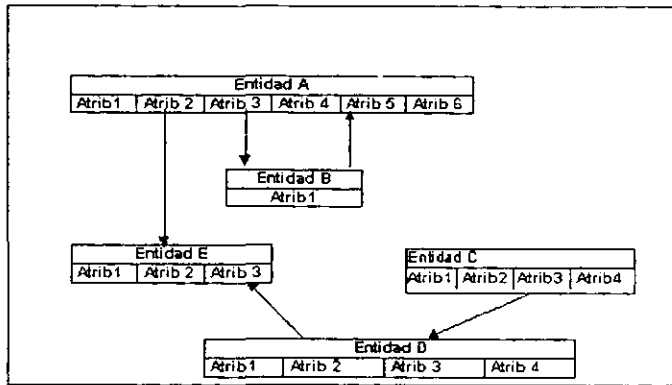 Entidad A
Atrib1 Atrib 2 Atrib 3 Atrib 4 Atrib 5 Atrib 6
Entidad B
Atrib1
Entidad E
Atrib1 Atrib 2 Atrib 3
Entidad C
Atrib1 Atrib2 Atrib3 Atrib4
Entidad D
Atrib1 Atrib 2 Atrib 3 Atrib 4